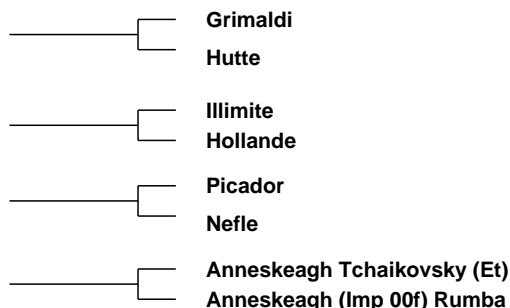 Grimaldi
Hutte
Illimite
Hollande
Picador
Nefle
Anneskeagh Tchaikovsky (Et)
Anneskeagh (Imp 00f) Rumba